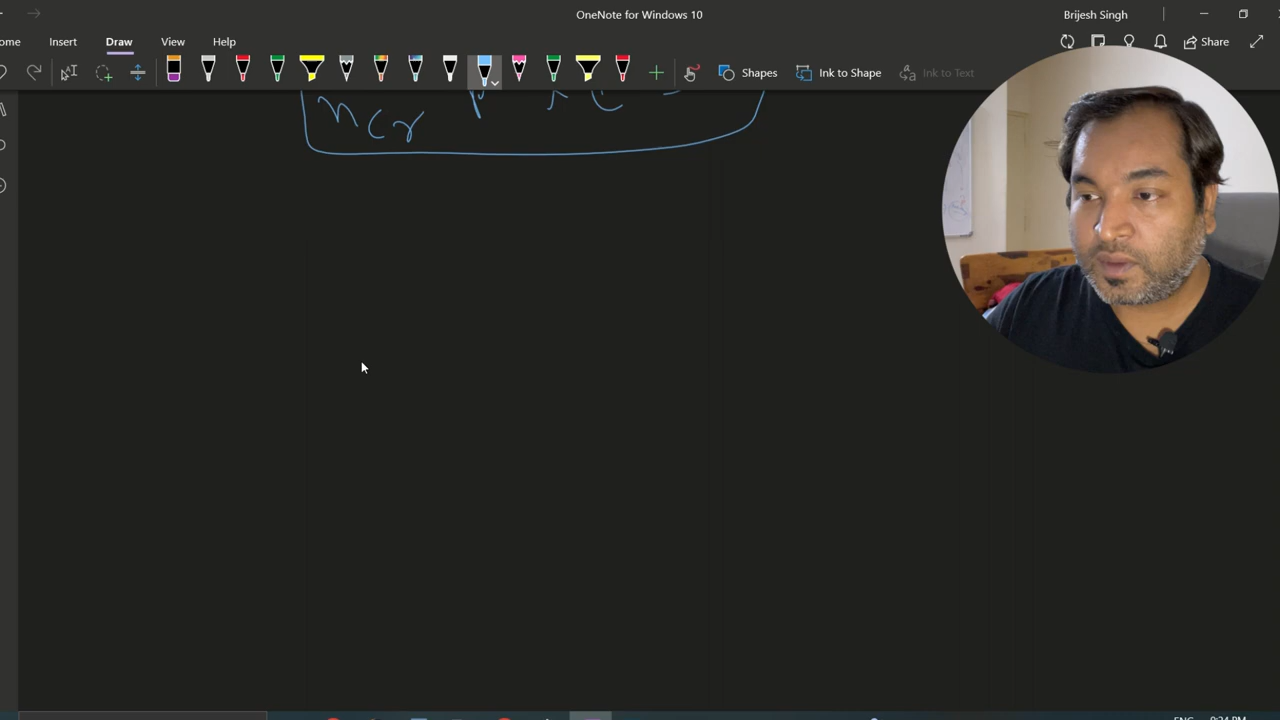 OneNote for Windows 10
Brijesh Singh
ome Insert Draw View Help
Share
Shapes
Ink to Shape
Ink to Text
nCr
ENG